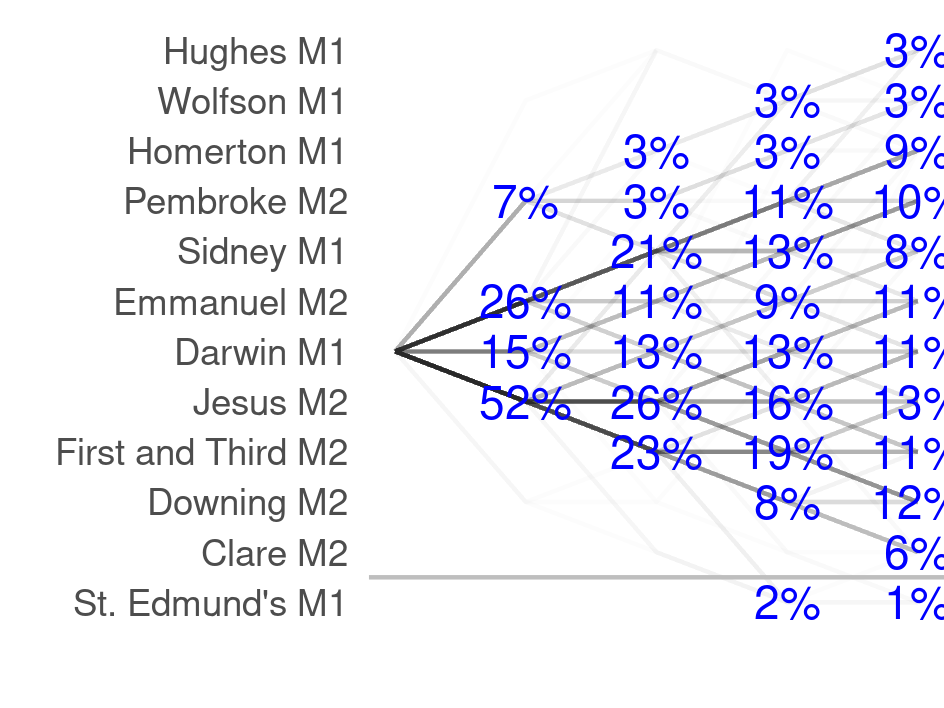 Hughes M1 3%
Wolfson M1 3% 3%
Homerton M1 3% 3% 9%
Pembroke M2 7% 3% 11% 10%
Sidney M1 21% 13% 8%
Emmanuel M2 26% 11% 9% 11%
Darwin M1 15% 13% 13% 11%
Jesus M2 52% 26% 16% 13%
First and Third M2 23% 19% 11%
Downing M2 8% 12%
Clare M2 6%
St. Edmund's M1 2% 1%